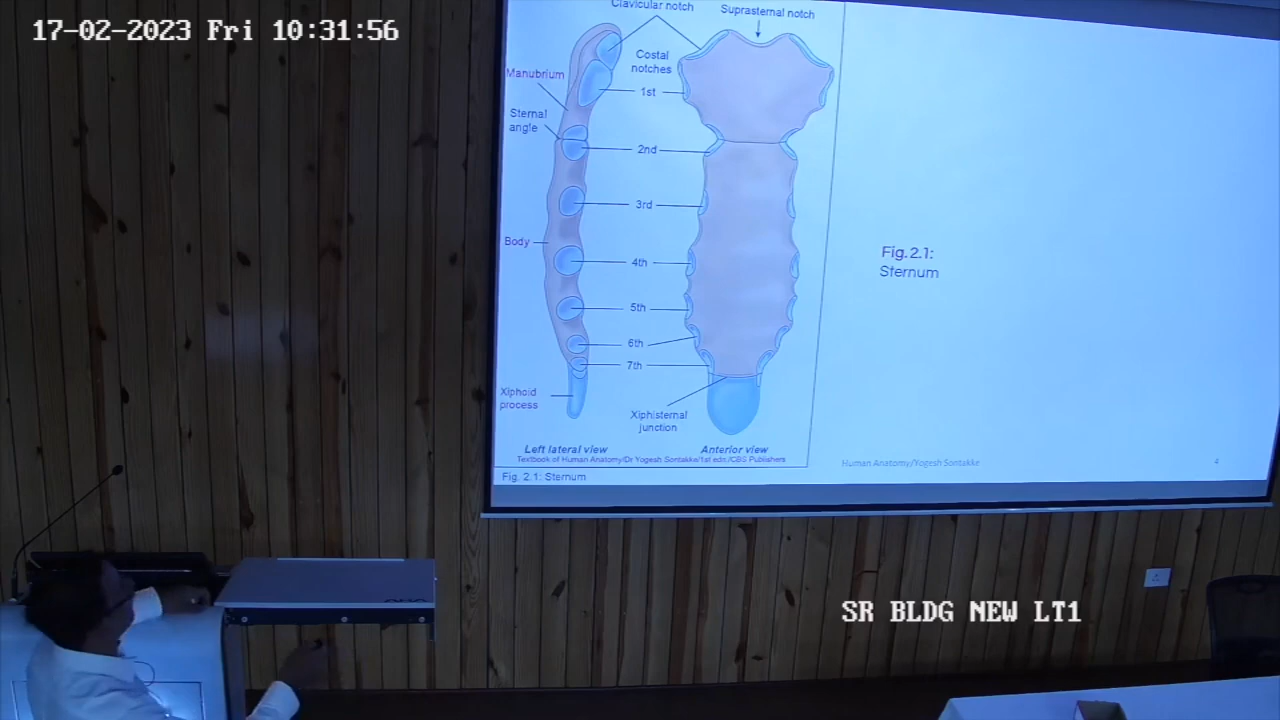 17-02-2023 Fri 10:31:56
Clavicular notch
Suprasternal notch
Costal
notches
Manubrium
1st
Sternal
angle
2nd
3rd
Body
4th
5th
6th
7th
Xiphoid
process
Xiphisternal
junction
Left lateral view
Anterior view
Textbook of Human Anatomy/Dr Yogesh Sontakke/1st edn./CBS Publishers
Fig. 2.1: Sternum
Fig. 2.1:
Sternum
Human Anatomy/Yogesh Sontakke
4
SR BLDG NEW LT1